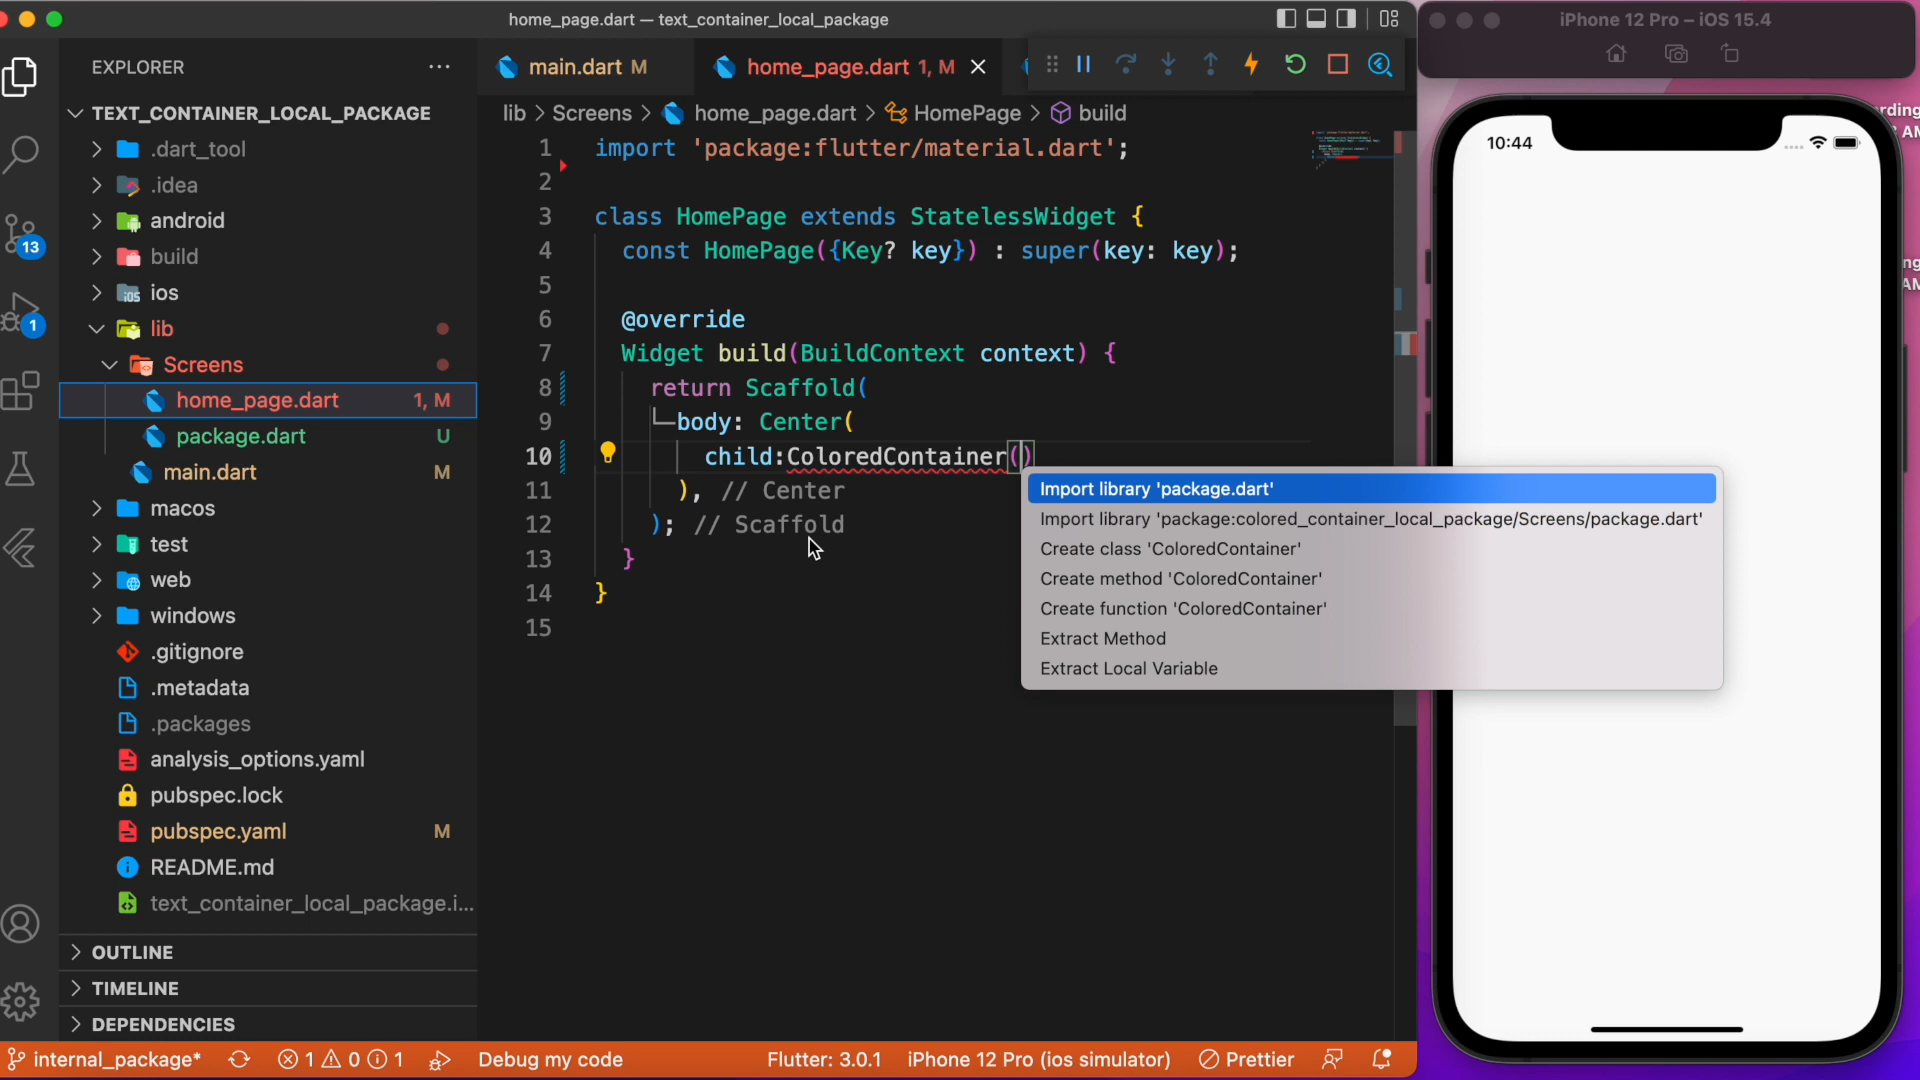 home_page.dart — text_container_local_package
iPhone 12 Pro – iOS 15.4
EXPLORER
main.dart M
home_page.dart 1, M
TEXT_CONTAINER_LOCAL_PACKAGE
lib > Screens > home_page.dart > HomePage > build
.dart_tool
.idea
android
build
ios
lib
Screens
home_page.dart 1, M
package.dart U
main.dart M
macos
test
web
windows
.gitignore
.metadata
.packages
analysis_options.yaml
pubspec.lock
pubspec.yaml M
README.md
text_container_local_package.i...
OUTLINE
TIMELINE
DEPENDENCIES
13
1
1 import 'package:flutter/material.dart';
2
3 class HomePage extends StatelessWidget {
4 const HomePage({Key? key}) : super(key: key);
5
6 @override
7 Widget build(BuildContext context) {
8 return Scaffold(
9 body: Center(
10 child:ColoredContainer()
11 ), // Center
12 ); // Scaffold
13 }
14 }
15
Import library 'package.dart'
Import library 'package:colored_container_local_package/Screens/package.dart'
Create class 'ColoredContainer'
Create method 'ColoredContainer'
Create function 'ColoredContainer'
Extract Method
Extract Local Variable
10:44
internal_package* 1 0 1 Debug my code Flutter: 3.0.1 iPhone 12 Pro (ios simulator) Prettier